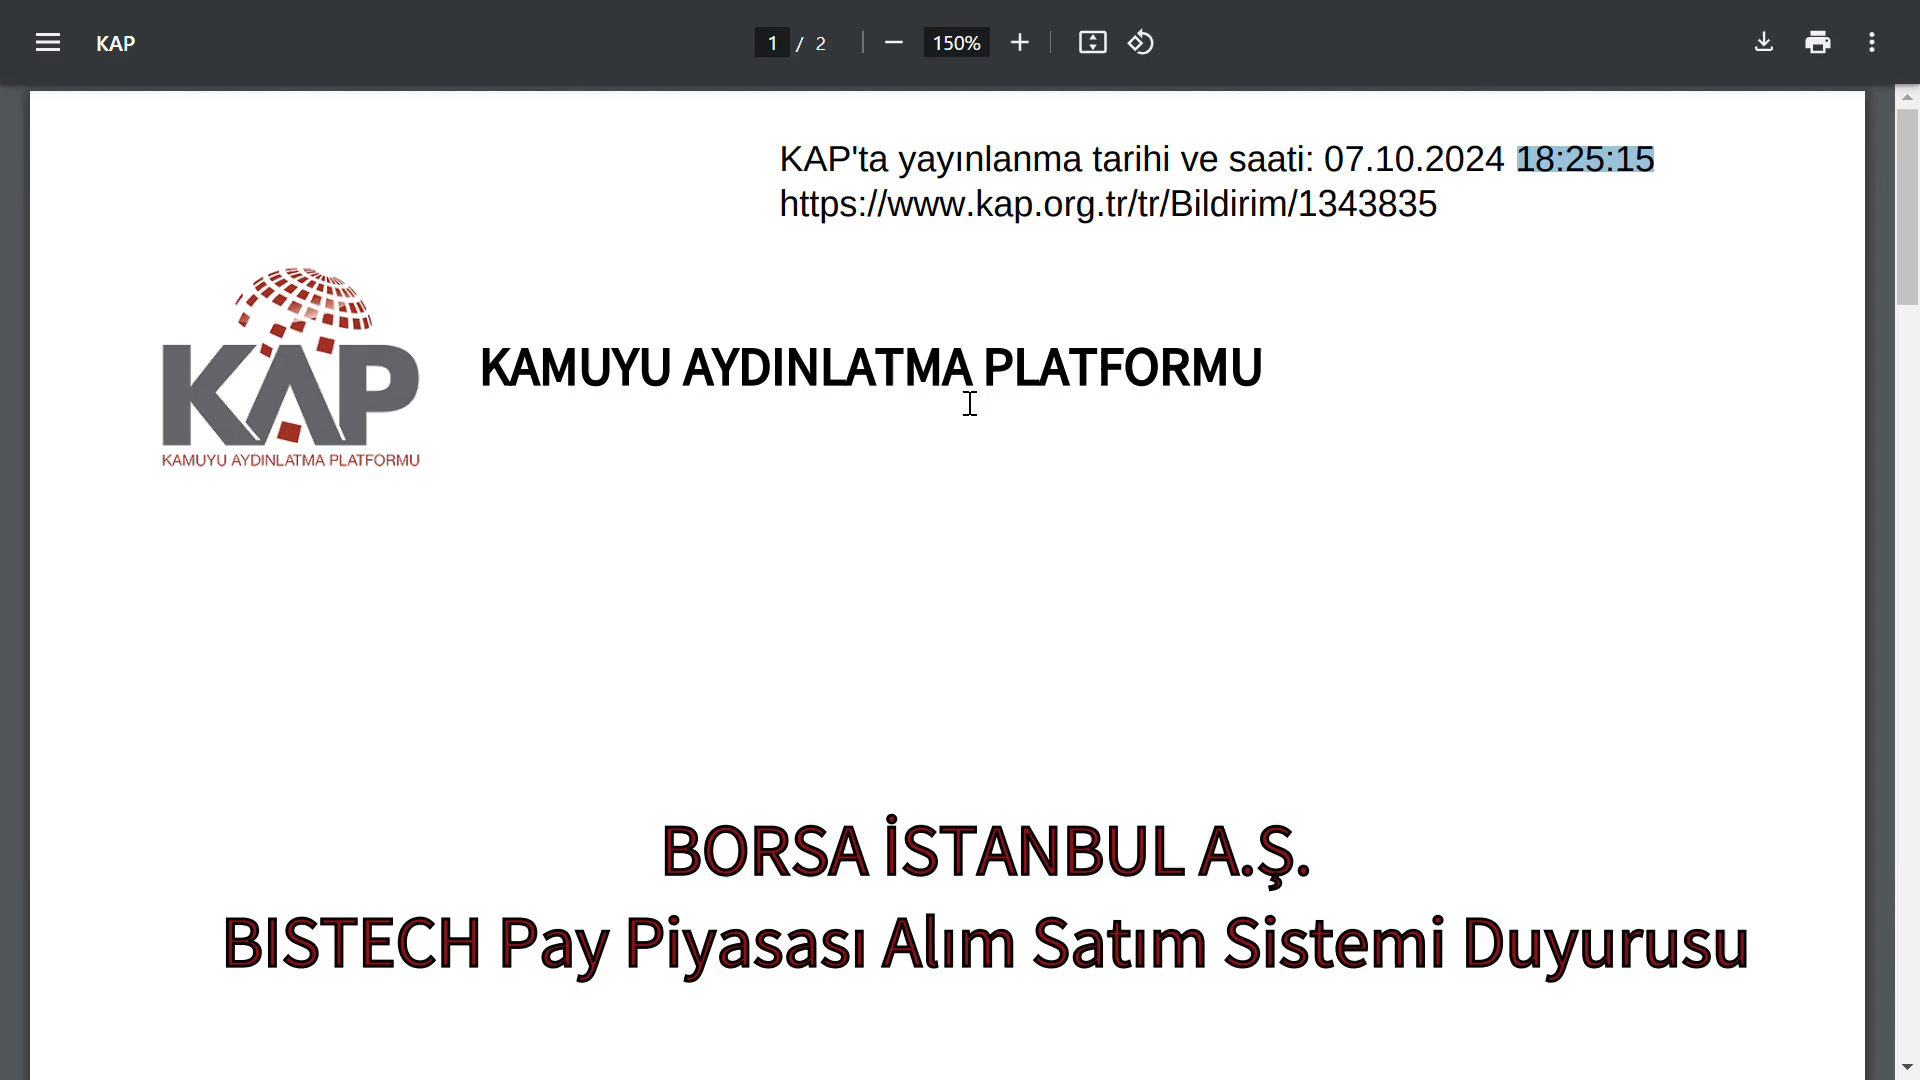 KAP
1 / 2
150%
KAP'ta yayınlanma tarihi ve saati: 07.10.2024 18:25:15
https://www.kap.org.tr/tr/Bildirim/1343835
KAP
KAMUYU AYDINLATMA PLATFORMU
KAMUYU AYDINLATMA PLATFORMU
BORSA İSTANBUL A.Ş.
BISTECH Pay Piyasası Alım Satım Sistemi Duyurusu